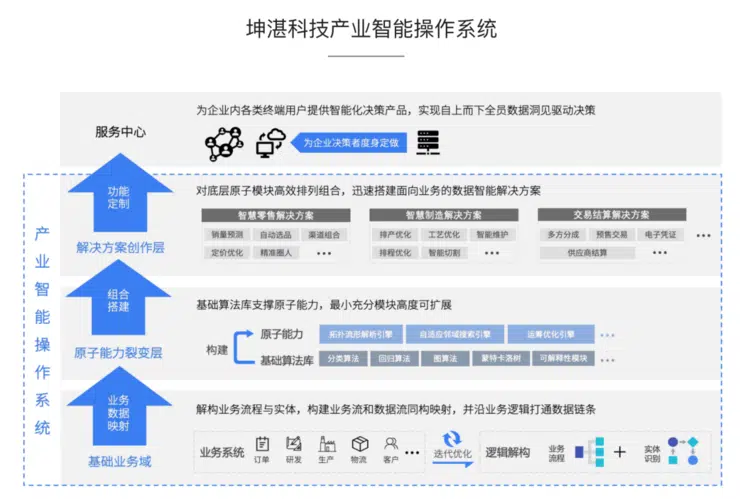 坤湛科技产业智能操作系统
为企业内各类终端用户提供智能化决策产品，实现自上而下全员数据洞见驱动决策
服务中心
为企业决策者度身定做
功能
定制
对底层原子模块高效排列组合，迅速搭建面向业务的数据智能解决方案
智慧零售解决方案
智慧制造解决方案
交易结算解决方案
销量预测 自动选品 渠道组合
排产优化 工艺优化 智能维护
多方分成 预售交易 电子凭证 •••
定价优化 精准圈人 •••
排程优化 智能切割 •••
供应商结算 •••
解决方案创作层
产业智能操作系统
组合
搭建
基础算法库支撑原子能力，最小充分模块高度可扩展
构建
原子能力
拓扑流形解析引擎 自适应邻域搜索引擎 运筹优化引擎 •••
基础算法库
分类算法 回归算法 图算法 蒙特卡洛树 可解释性模块 •••
原子能力裂变层
业务
数据
映射
解构业务流程与实体，构建业务流和数据流同构映射，并沿业务逻辑打通数据链条
业务系统
订单 研发 生产 物流 客户 •••
迭代优化
逻辑解构
业务
流程
+
实体
识别
基础业务域